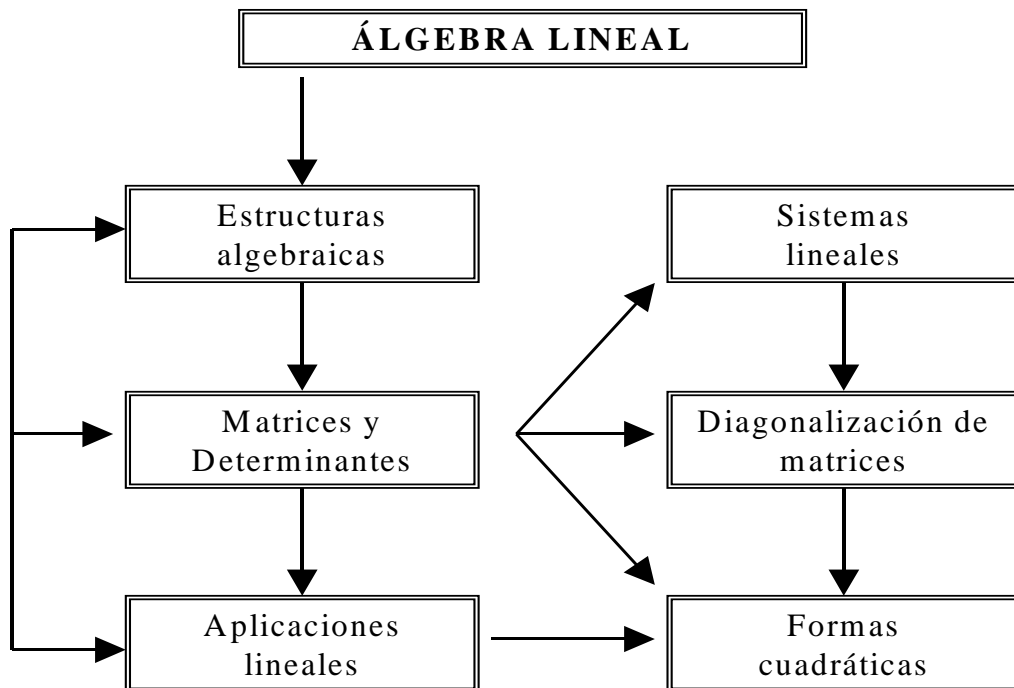 ÁLGEBRA LINEAL
Estructuras
algebraicas
Sistemas
lineales
Matrices y
Determinantes
Diagonalización de
matrices
Aplicaciones
lineales
Formas
cuadráticas